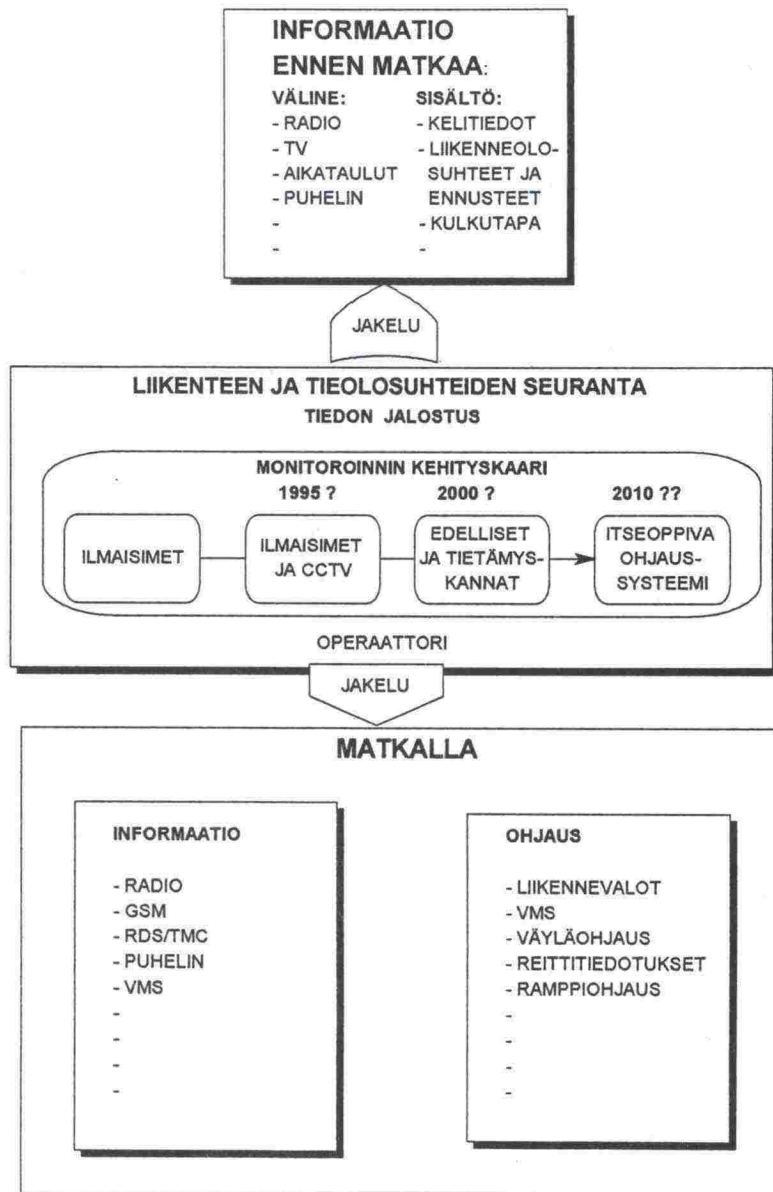 INFORMAATIO
ENNEN MATKAA:
VÄLINE:
- RADIO
- TV
- AIKATAULUT
- PUHELIN
-
-
SISÄLTÖ:
- KELITIEDOT
- LIIKENNEOLO-
SUHTEET JA
ENNUSTEET
- KULKUTAPA
-
JAKELU
LIIKENTEEN JA TIEOLOSUHTEIDEN SEURANTA
TIEDON JALOSTUS
MONITOROINNIN KEHITYSKAARI
1995 ? 2000 ? 2010 ??
ILMAISIMET
ILMAISIMET
JA CCTV
EDELLISET
JA TIETÄMYS-
KANNAT
ITSEOPPIVA
OHJAUS-
SYSTEEMI
OPERAATTORI
JAKELU
MATKALLA
INFORMAATIO
- RADIO
- GSM
- RDS/TMC
- PUHELIN
- VMS
-
-
-
-
OHJAUS
- LIIKENNEVALOT
- VMS
- VÄYLÄOHJAUS
- REITTITIEDOTUKSET
- RAMPPIOHJAUS
-
-
-
-